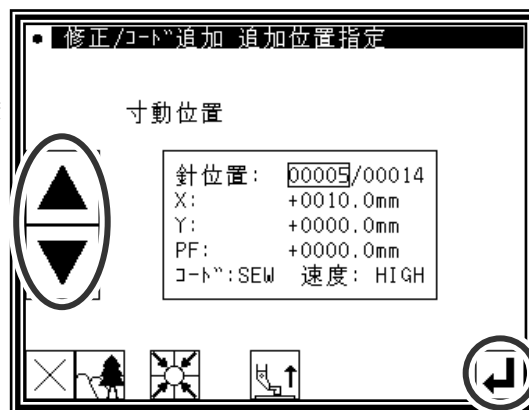 ● 修正/ｺｰﾄﾞ追加 追加位置指定
寸動位置
針位置: 00005/00014
X: +0010.0mm
Y: +0000.0mm
PF: +0000.0mm
ｺｰﾄﾞ:SEW 速度: HIGH